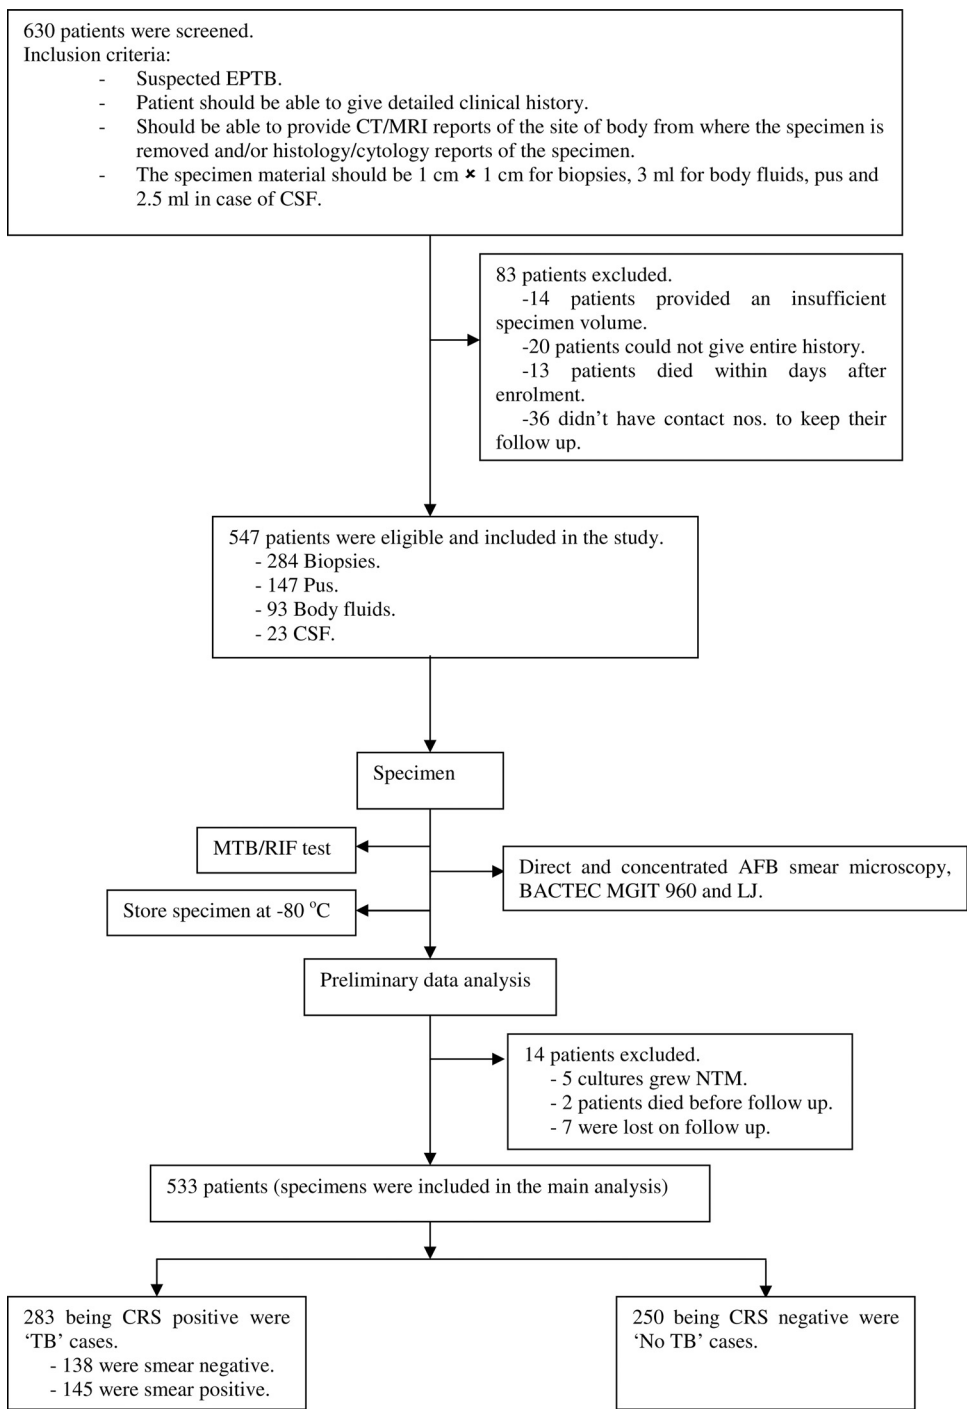 630 patients were screened.
Inclusion criteria:
- Suspected EPTB.
- Patient should be able to give detailed clinical history.
- Should be able to provide CT/MRI reports of the site of body from where the specimen is
removed and/or histology/cytology reports of the specimen.
- The specimen material should be 1 cm × 1 cm for biopsies, 3 ml for body fluids, pus and
2.5 ml in case of CSF.
83 patients excluded.
-14 patients provided an insufficient
specimen volume.
-20 patients could not give entire history.
-13 patients died within days after
enrolment.
-36 didn't have contact nos. to keep their
follow up.
547 patients were eligible and included in the study.
- 284 Biopsies.
- 147 Pus.
- 93 Body fluids.
- 23 CSF.
Specimen
MTB/RIF test
Direct and concentrated AFB smear microscopy,
BACTEC MGIT 960 and LJ.
Store specimen at -80 °C
Preliminary data analysis
14 patients excluded.
- 5 cultures grew NTM.
- 2 patients died before follow up.
- 7 were lost on follow up.
533 patients (specimens were included in the main analysis)
283 being CRS positive were
‘TB’ cases.
- 138 were smear negative.
- 145 were smear positive.
250 being CRS negative were
‘No TB’ cases.